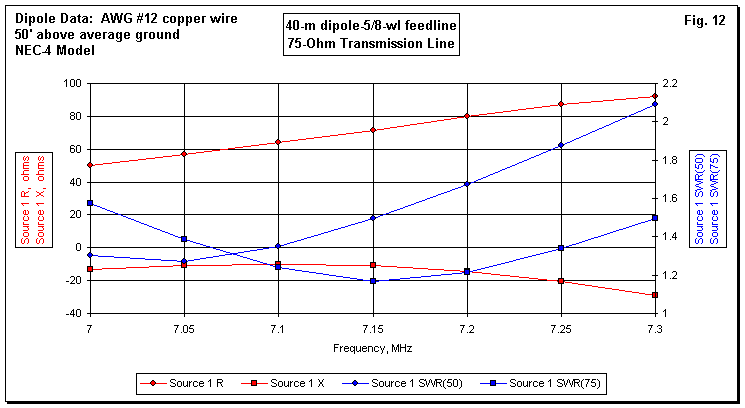 Dipole Data:  AWG #12 copper wire
50' above average ground
NEC-4 Model
40-m dipole-5/8-wl feedline
75-Ohm Transmission Line
Fig. 12
100
80
60
40
20
0
-20
-40
Source 1 R, ohms
Source 1 X, ohms
2.2
2
1.8
1.6
1.4
1.2
1
Source 1 SWR(50)
Source 1 SWR(75)
7 7.05 7.1 7.15 7.2 7.25 7.3
Frequency, MHz
Source 1 R Source 1 X Source 1 SWR(50) Source 1 SWR(75)